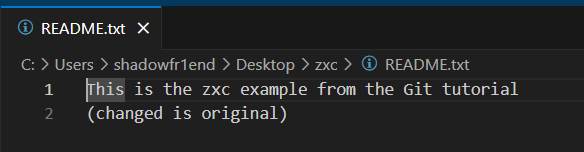 README.txt
C: > Users > shadowfr1end > Desktop > zxc > README.txt
1 This is the zxc example from the Git tutorial
2 (changed is original)